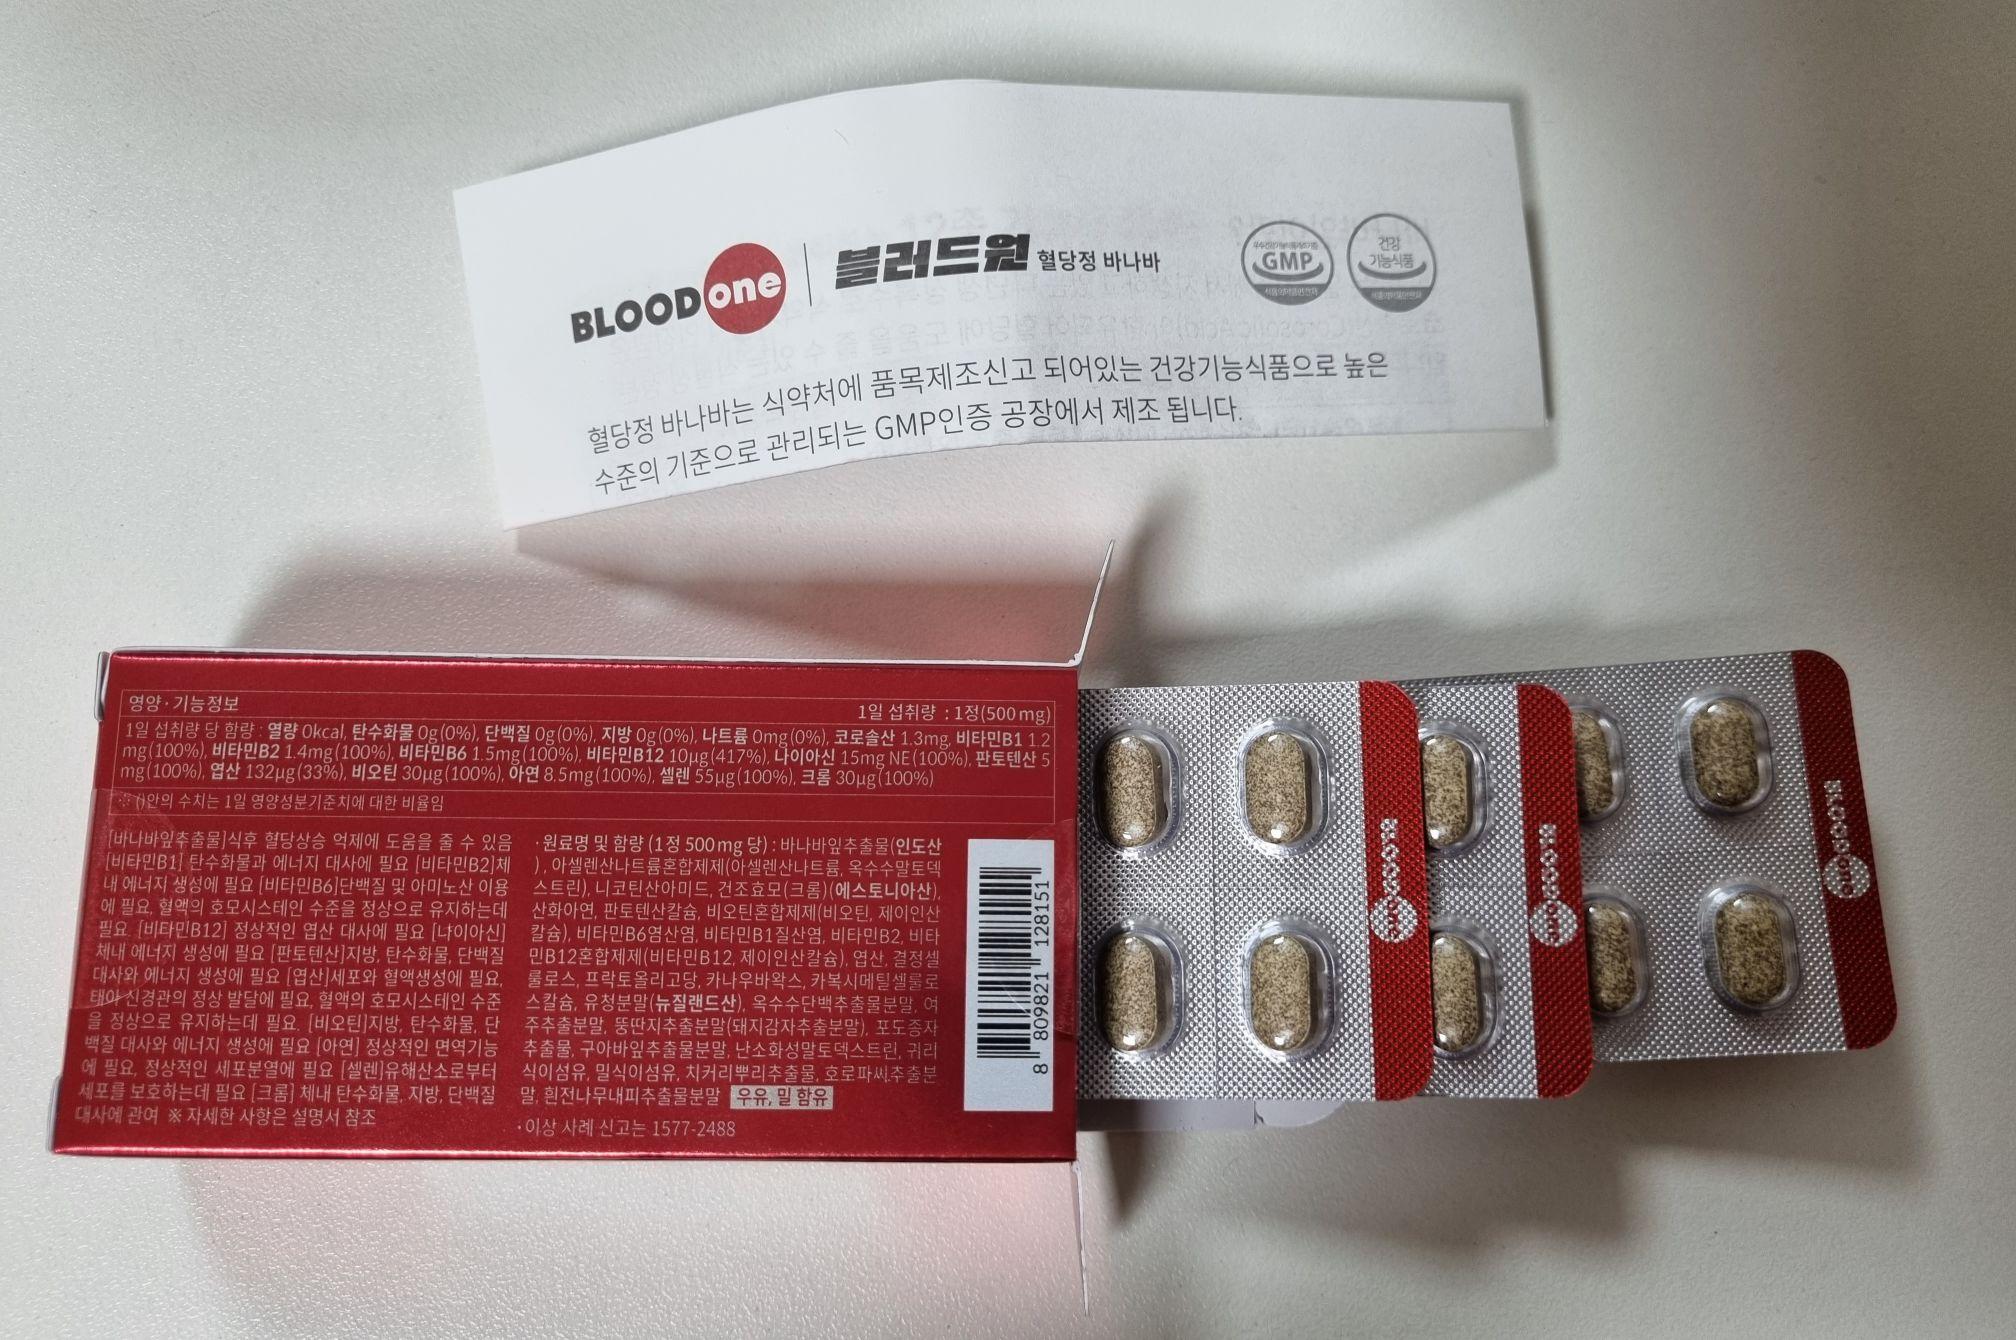 BLOOD one 블러드원 혈당정 바나바
GMP
건강
기능식품
혈당정 바나바는 식약처에 품목제조신고 되어있는 건강기능식품으로 높은
수준의 기준으로 관리되는 GMP인증 공장에서 제조 됩니다.
영양·기능정보
1일 섭취량 : 1정(500mg)
1일 섭취량 당 함량 : 열량 0kcal, 탄수화물 0g(0%), 단백질 0g(0%), 지방 0g(0%), 나트륨 0mg(0%), 코로솔산 1.3mg, 비타민B1 1.2
mg(100%), 비타민B2 1.4mg(100%), 비타민B6 1.5mg(100%), 비타민B12 10µg(417%), 나이아신 15mg NE(100%), 판토텐산 5
mg(100%), 엽산 132µg(33%), 비오틴 30µg(100%), 아연 8.5mg(100%), 셀렌 55µg(100%), 크롬 30µg(100%)
※ ()안의 수치는 1일 영양성분기준치에 대한 비율임
[바나바잎추출물]식후 혈당상승 억제에 도움을 줄 수 있음
[비타민B1] 탄수화물과 에너지 대사에 필요 [비타민B2]체
내 에너지 생성에 필요 [비타민B6]단백질 및 아미노산 이용
에 필요, 혈액의 호모시스테인 수준을 정상으로 유지하는데
필요. [비타민B12] 정상적인 엽산 대사에 필요 [나이아신]
체내 에너지 생성에 필요 [판토텐산]지방, 탄수화물, 단백질
대사와 에너지 생성에 필요 [엽산]세포와 혈액생성에 필요,
태아 신경관의 정상 발달에 필요, 혈액의 호모시스테인 수준
을 정상으로 유지하는데 필요. [비오틴]지방, 탄수화물, 단
백질 대사와 에너지 생성에 필요 [아연] 정상적인 면역기능
에 필요, 정상적인 세포분열에 필요 [셀렌]유해산소로부터
세포를 보호하는데 필요 [크롬] 체내 탄수화물, 지방, 단백질
대사에 관여 ※ 자세한 사항은 설명서 참조
·원료명 및 함량 (1정 500mg 당) : 바나바잎추출물(인도산
), 아셀렌산나트륨혼합제제(아셀렌산나트륨, 옥수수말토덱
스트린), 니코틴산아미드, 건조효모(크롬)(에스토니아산),
산화아연, 판토텐산칼슘, 비오틴혼합제제(비오틴, 제이인산
칼슘), 비타민B6염산염, 비타민B1질산염, 비타민B2, 비타
민B12혼합제제(비타민B12, 제이인산칼슘), 엽산, 결정셀
룰로스, 프락토올리고당, 카나우바왁스, 카복시메틸셀룰로
스칼슘, 유청분말(뉴질랜드산), 옥수수단백추출물분말, 여
주추출분말, 뚱딴지추출분말(돼지감자추출분말), 포도종자
추출물, 구아바잎추출물분말, 난소화성말토덱스트린, 귀리
식이섬유, 밀식이섬유, 치커리뿌리추출물, 호로파씨추출분
말, 흰전나무내피추출물분말 우유, 밀 함유
·이상 사례 신고는 1577-2488
8 809821 128151
BLOOD one
BLOOD one
BLOOD one